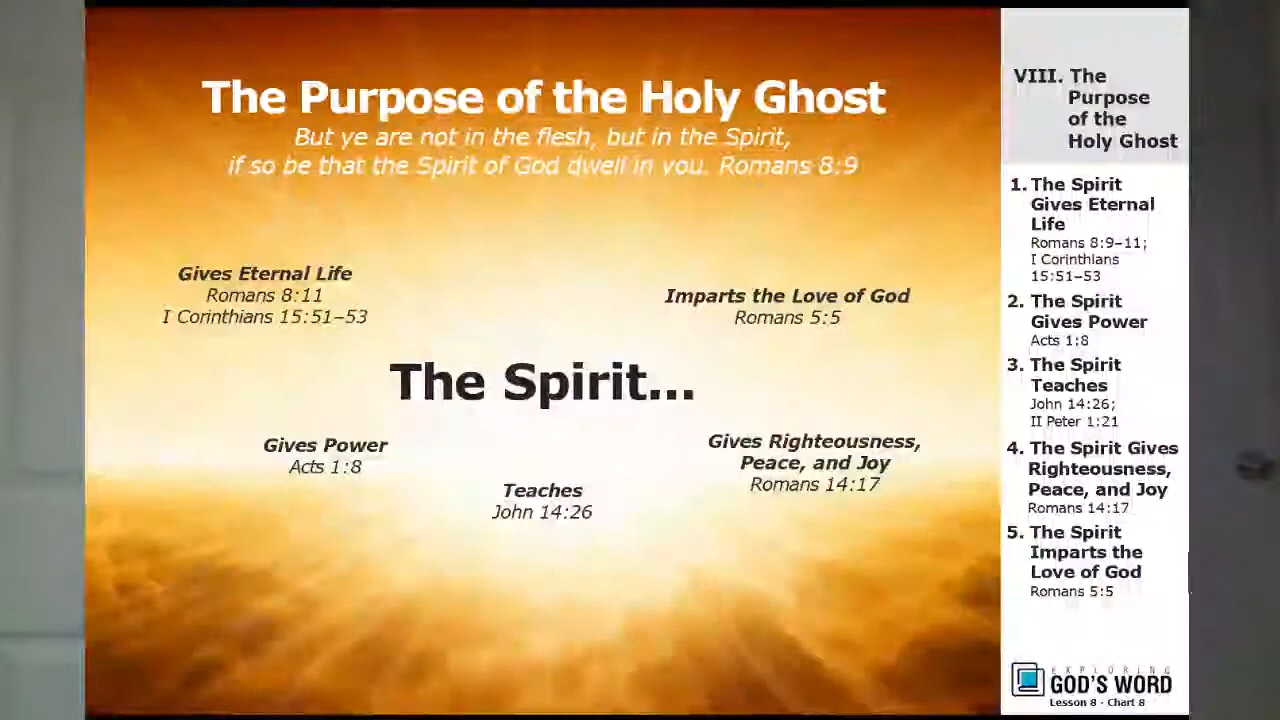 The Purpose of the Holy Ghost
But ye are not in the flesh, but in the Spirit,
if so be that the Spirit of God dwell in you. Romans 8:9
Gives Eternal Life
Romans 8:11
I Corinthians 15:51–53
Imparts the Love of God
Romans 5:5
The Spirit...
Gives Power
Acts 1:8
Teaches
John 14:26
Gives Righteousness,
Peace, and Joy
Romans 14:17
VIII. The
Purpose
of the
Holy Ghost
1. The Spirit
Gives Eternal
Life
Romans 8:9–11;
I Corinthians
15:51–53
2. The Spirit
Gives Power
Acts 1:8
3. The Spirit
Teaches
John 14:26;
II Peter 1:21
4. The Spirit Gives
Righteousness,
Peace, and Joy
Romans 14:17
5. The Spirit
Imparts the
Love of God
Romans 5:5
EXPLORING
GOD'S WORD
Lesson 8 - Chart 8